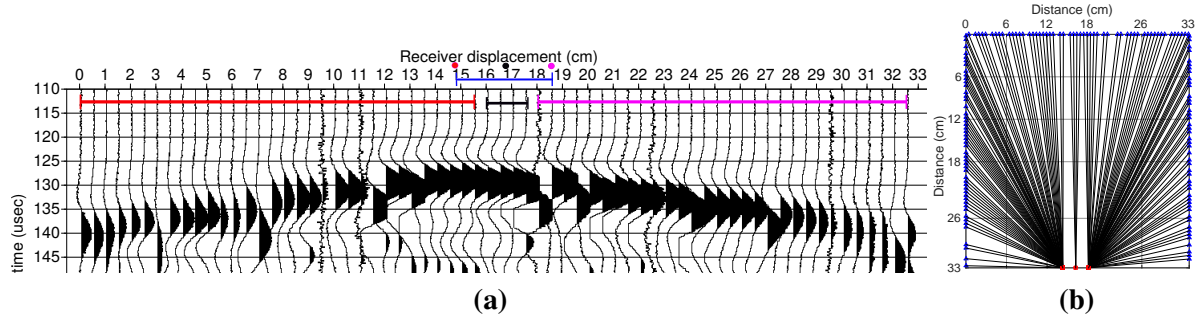 Receiver displacement (cm)
0 1 2 3 4 5 6 7 8 9 10 11 12 13 14 15 16 17 18 19 20 21 22 23 24 25 26 27 28 29 30 31 32 33
110
115
120
125
130
135
140
145
time (usec)
(a)
Distance (cm)
0 6 12 18 26 33
6
12
18
26
33
Distance (cm)
(b)